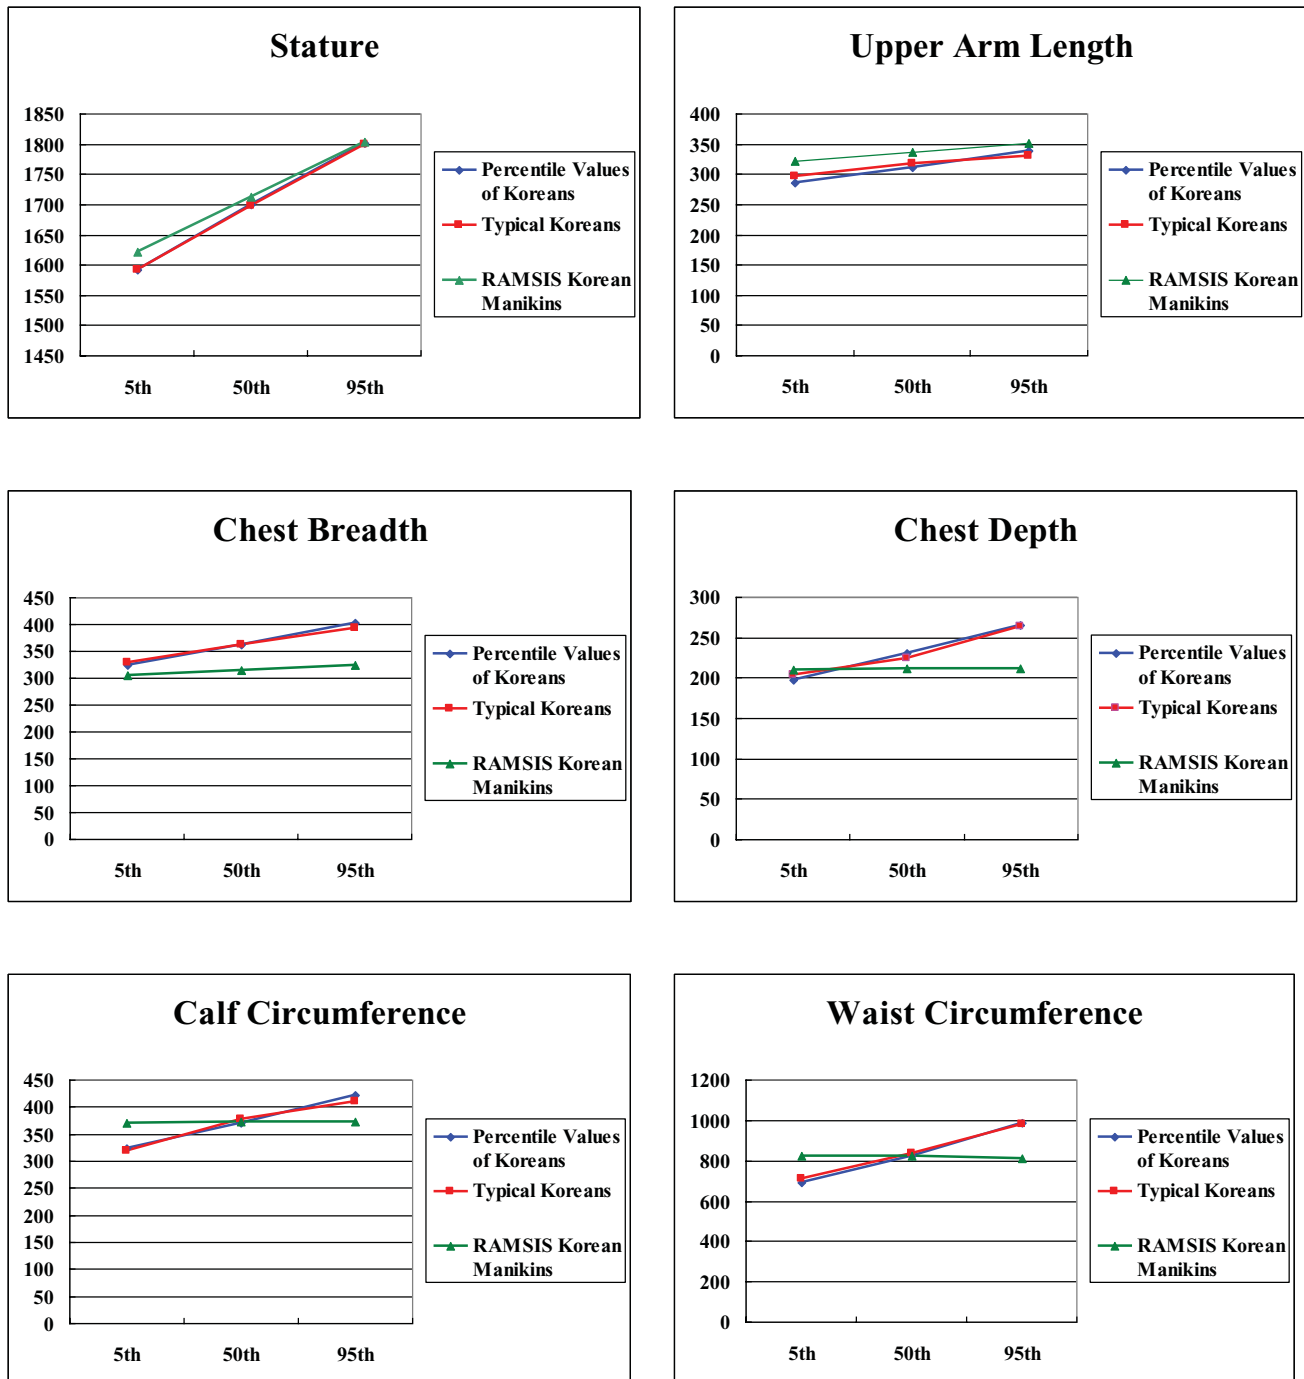 Stature
1850
1800
1750
1700
1650
1600
1550
1500
1450
5th 50th 95th
Percentile Values
of Koreans
Typical Koreans
RAMSIS Korean
Manikins
Upper Arm Length
400
350
300
250
200
150
100
50
0
5th 50th 95th
Percentile Values
of Koreans
Typical Koreans
RAMSIS Korean
Manikins
Chest Breadth
450
400
350
300
250
200
150
100
50
0
5th 50th 95th
Percentile Values
of Koreans
Typical Koreans
RAMSIS Korean
Manikins
Chest Depth
300
250
200
150
100
50
0
5th 50th 95th
Percentile Values
of Koreans
Typical Koreans
RAMSIS Korean
Manikins
Calf Circumference
450
400
350
300
250
200
150
100
50
0
5th 50th 95th
Percentile Values
of Koreans
Typical Koreans
RAMSIS Korean
Manikins
Waist Circumference
1200
1000
800
600
400
200
0
5th 50th 95th
Percentile Values
of Koreans
Typical Koreans
RAMSIS Korean
Manikins